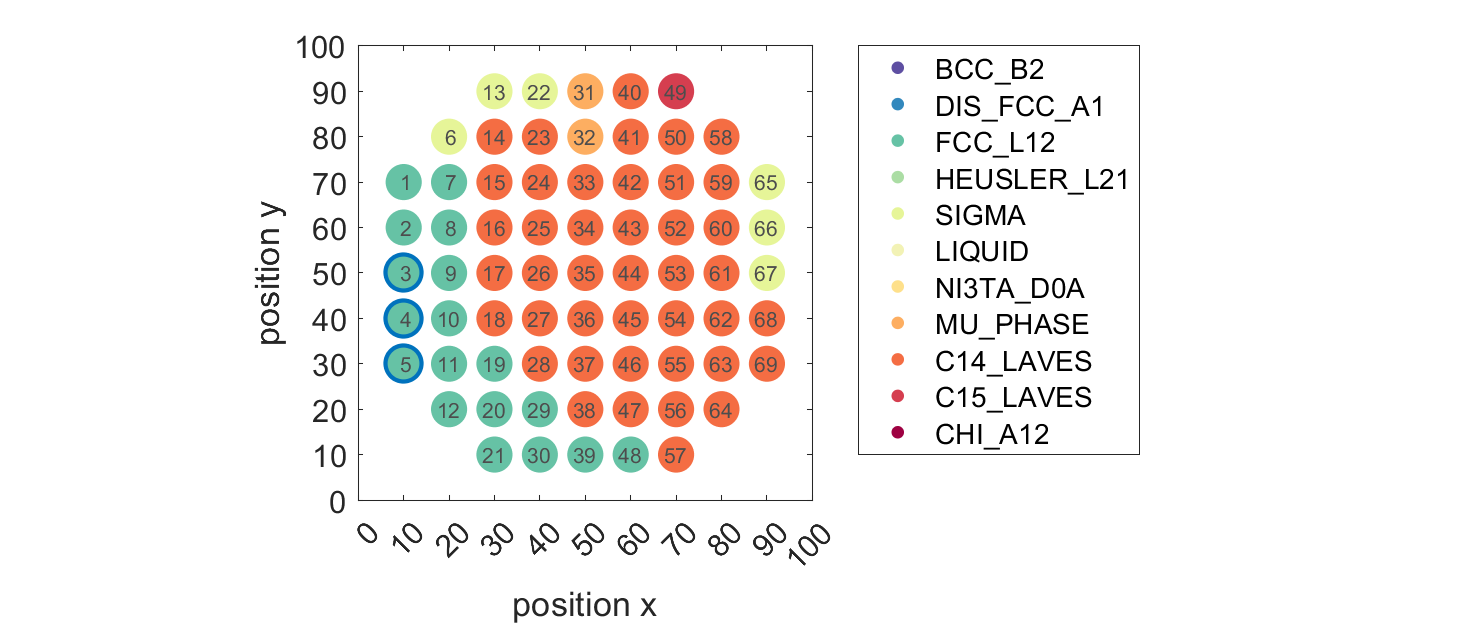 100
90
80
70
60
50
40
30
20
10
0
position y
13 22 31 40 49
6 14 23 32 41 50 58
1 7 15 24 33 42 51 59 65
2 8 16 25 34 43 52 60 66
3 9 17 26 35 44 53 61 67
4 10 18 27 36 45 54 62 68
5 11 19 28 37 46 55 63 69
12 20 29 38 47 56 64
21 30 39 48 57
0 10 20 30 40 50 60 70 80 90 100
position x
BCC_B2
DIS_FCC_A1
FCC_L12
HEUSLER_L21
SIGMA
LIQUID
NI3TA_D0A
MU_PHASE
C14_LAVES
C15_LAVES
CHI_A12